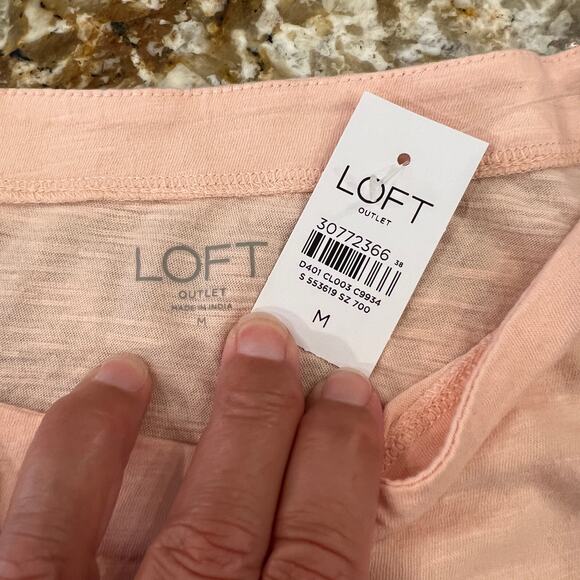 LOFT
OUTLET
MADE IN INDIA
M
LOFT
OUTLET
30772366
38
D401 CL003 C9934
S 553619 SZ 700
M